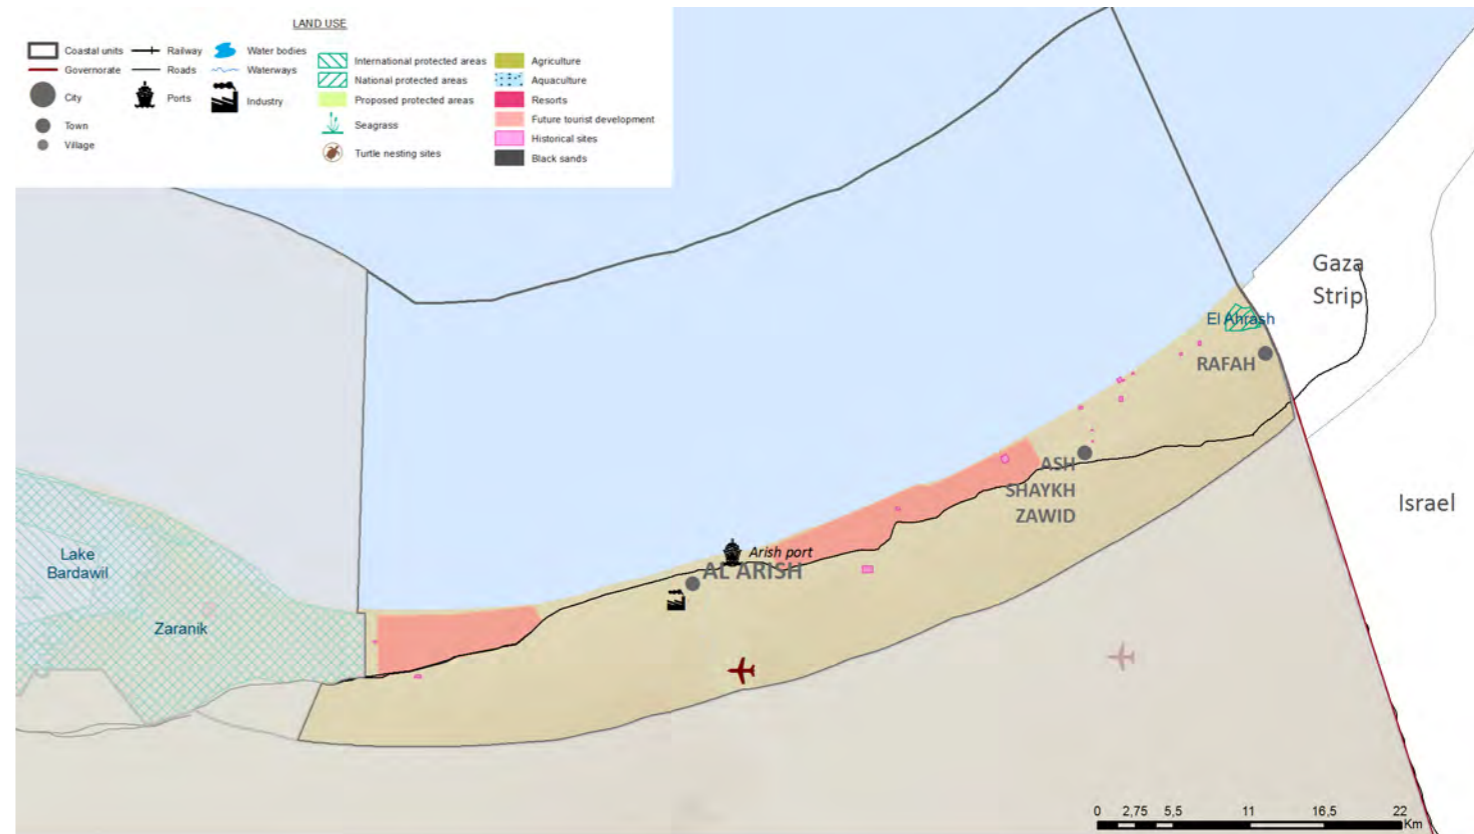 LAND USE
Coastal units
Governorate
City
Town
Village
Railway
Roads
Ports
Water bodies
Waterways
Industry
International protected areas
National protected areas
Proposed protected areas
Seagrass
Turtle nesting sites
Agriculture
Aquaculture
Resorts
Future tourist development
Historical sites
Black sands
Gaza
Strip
El Ahrash
RAFAH
ASH
SHAYKH
ZAWID
Israel
Arish port
AL ARISH
Lake
Bardawil
Zaranik
0 2,75 5,5 11 16,5 22
Km